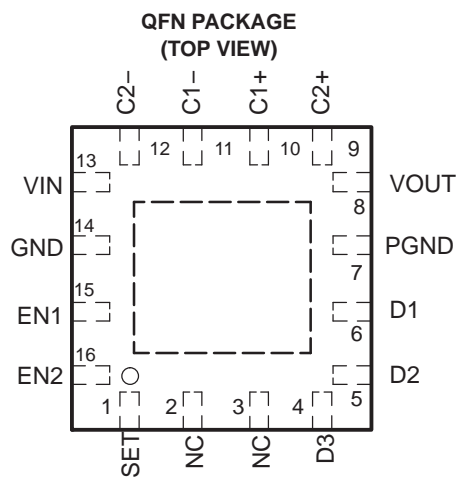 QFN PACKAGE
(TOP VIEW)
C2−
C1−
C1+
C2+
12
11
10
9
13
VIN
VOUT
8
14
GND
PGND
7
15
EN1
D1
6
16
EN2
D2
5
1
2
3
4
SET
NC
NC
D3